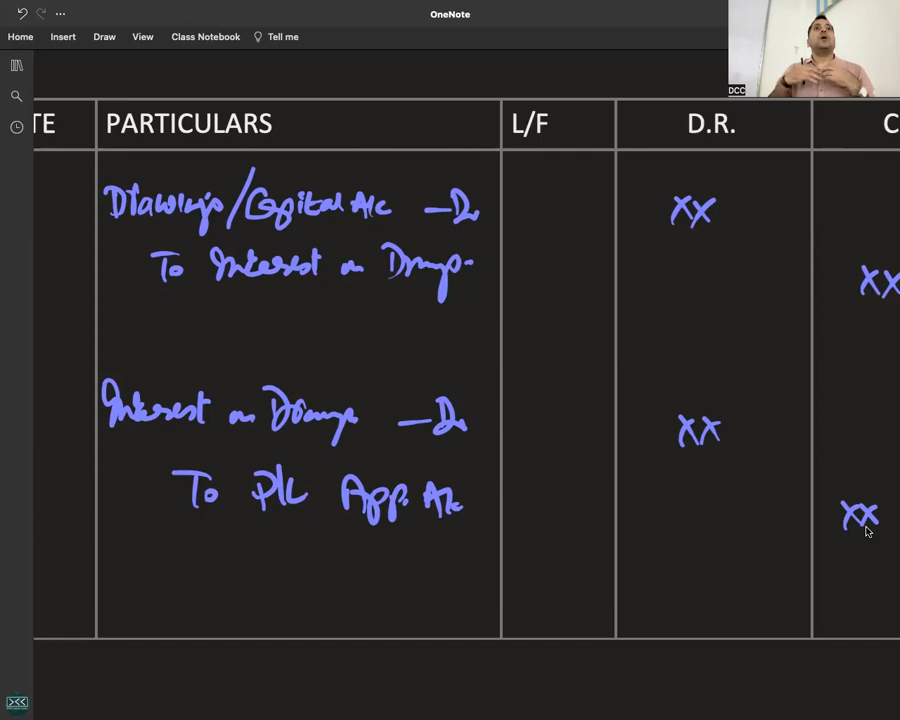 OneNote
Home Insert Draw View Class Notebook Tell me
DCC
TE PARTICULARS L/F D.R. C
Drawings/Capital A/c —Dr XX
To Interest on Drawings XX
Interest on Drawings —Dr XX
To P/L App. A/c XX